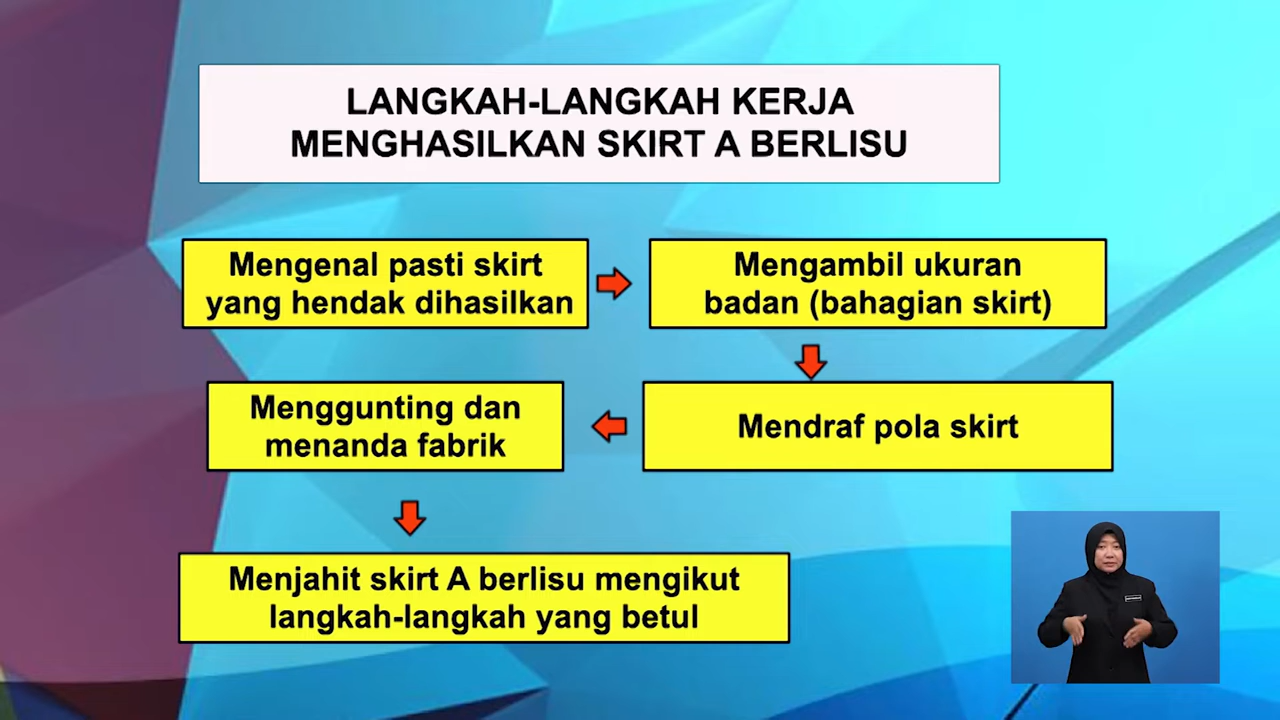 LANGKAH-LANGKAH KERJA
MENGHASILKAN SKIRT A BERLISU
Mengenal pasti skirt
yang hendak dihasilkan
Mengambil ukuran
badan (bahagian skirt)
Mendraf pola skirt
Menggunting dan
menanda fabrik
Menjahit skirt A berlisu mengikut
langkah-langkah yang betul